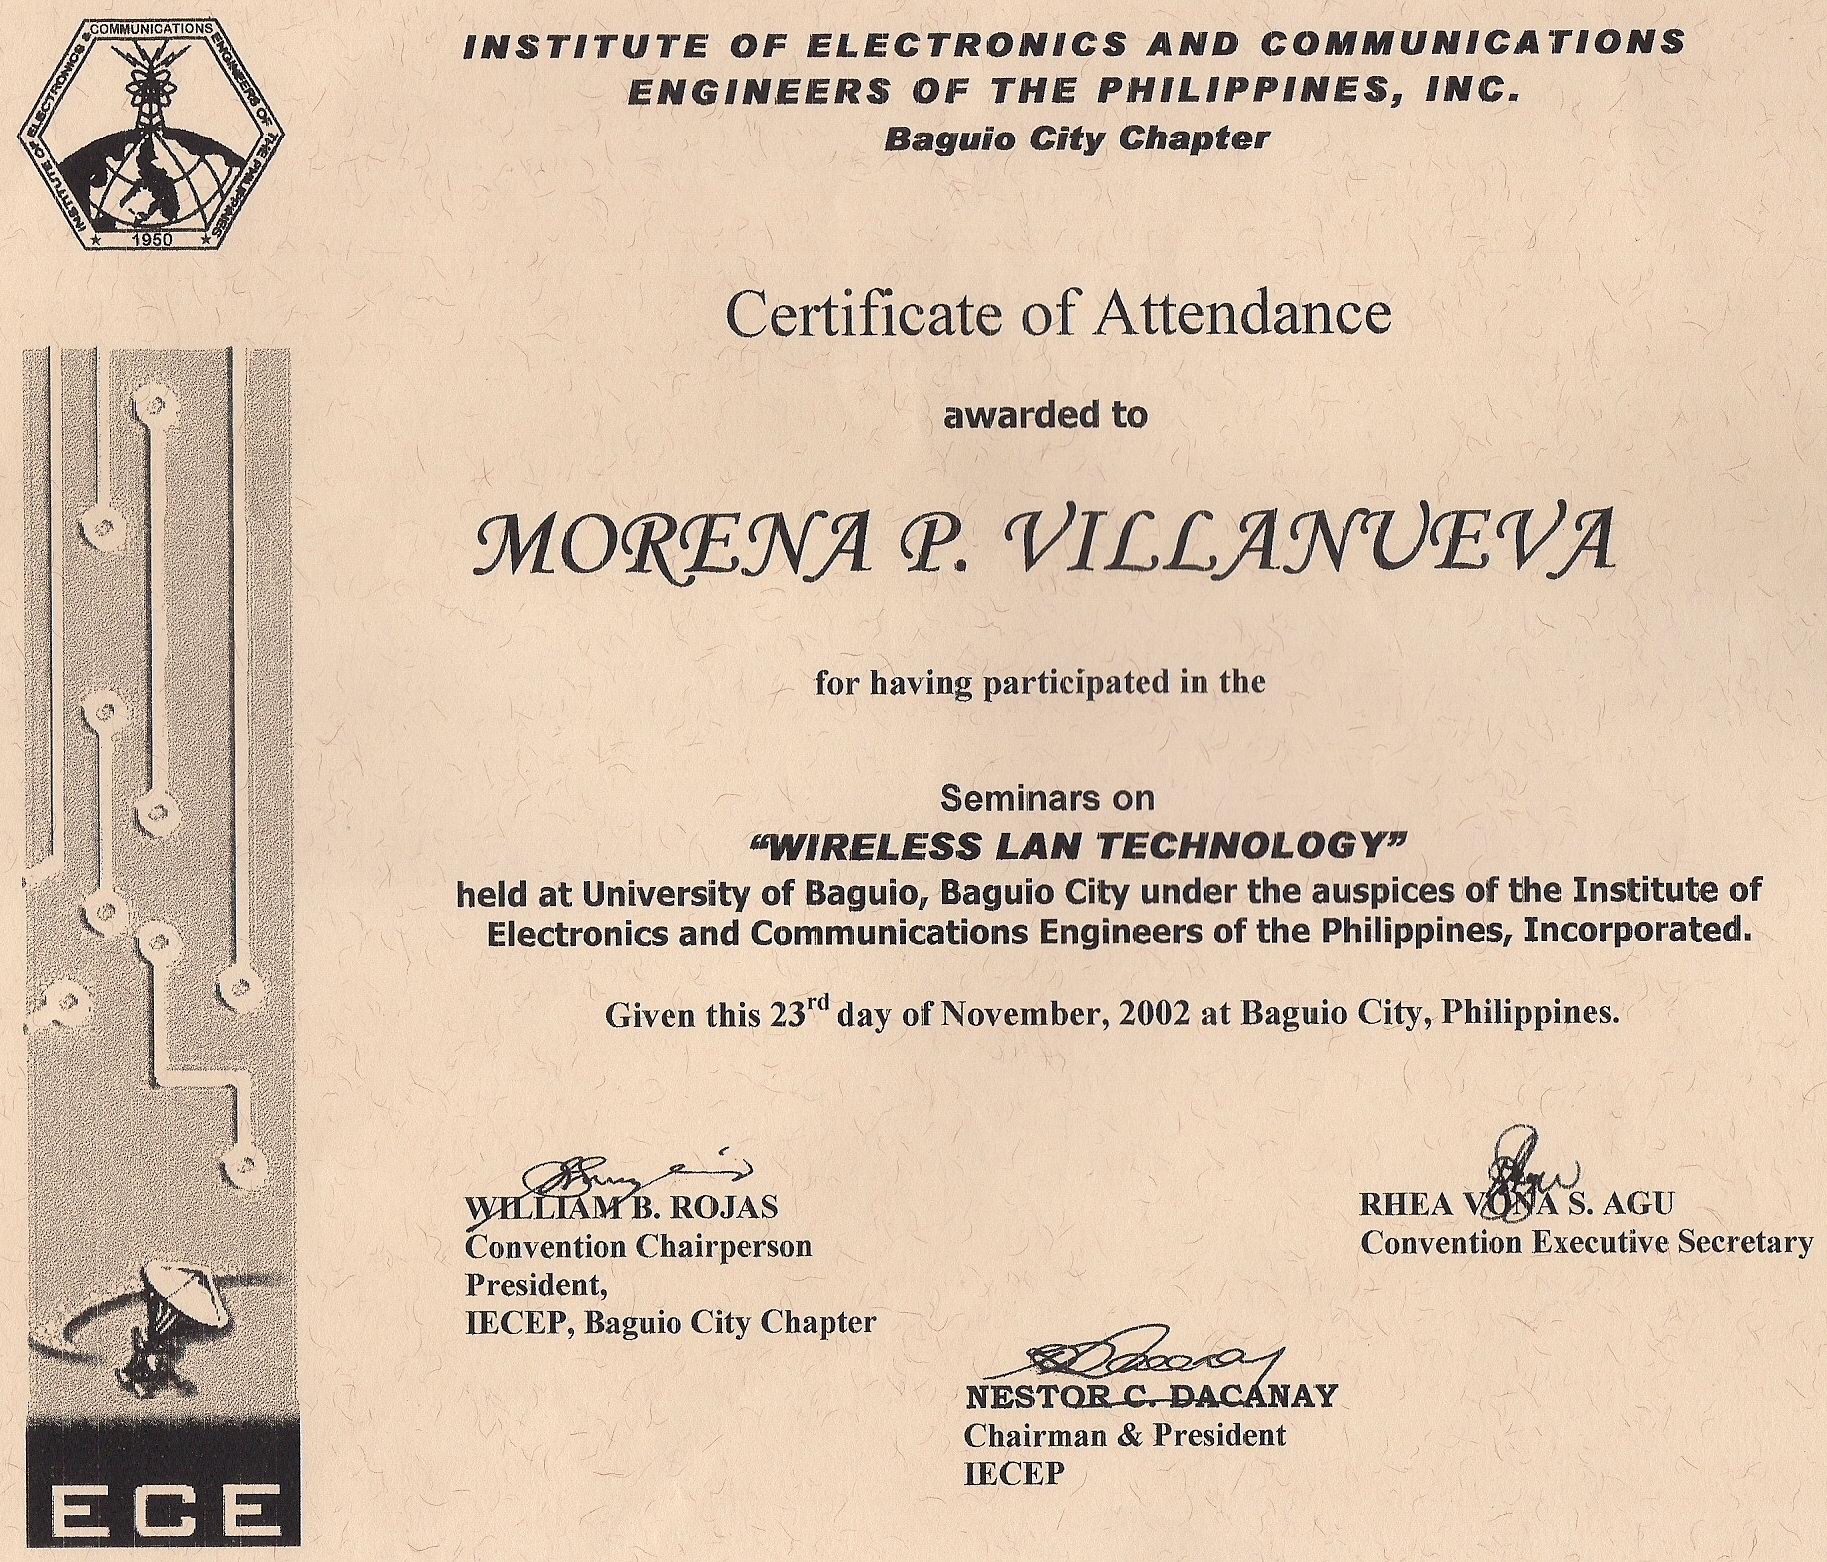 INSTITUTE OF ELECTRONICS & COMMUNICATIONS ENGINEERS OF THE PHILIPPINES
1950
INSTITUTE OF ELECTRONICS AND COMMUNICATIONS
ENGINEERS OF THE PHILIPPINES, INC.
Baguio City Chapter
Certificate of Attendance
awarded to
MORENA P. VILLANUEVA
for having participated in the
Seminars on
“WIRELESS LAN TECHNOLOGY”
held at University of Baguio, Baguio City under the auspices of the Institute of
Electronics and Communications Engineers of the Philippines, Incorporated.
Given this 23rd day of November, 2002 at Baguio City, Philippines.
WILLIAM B. ROJAS
Convention Chairperson
President,
IECEP, Baguio City Chapter
RHEA VONA S. AGU
Convention Executive Secretary
NESTOR C. DACANAY
Chairman & President
IECEP
ECE